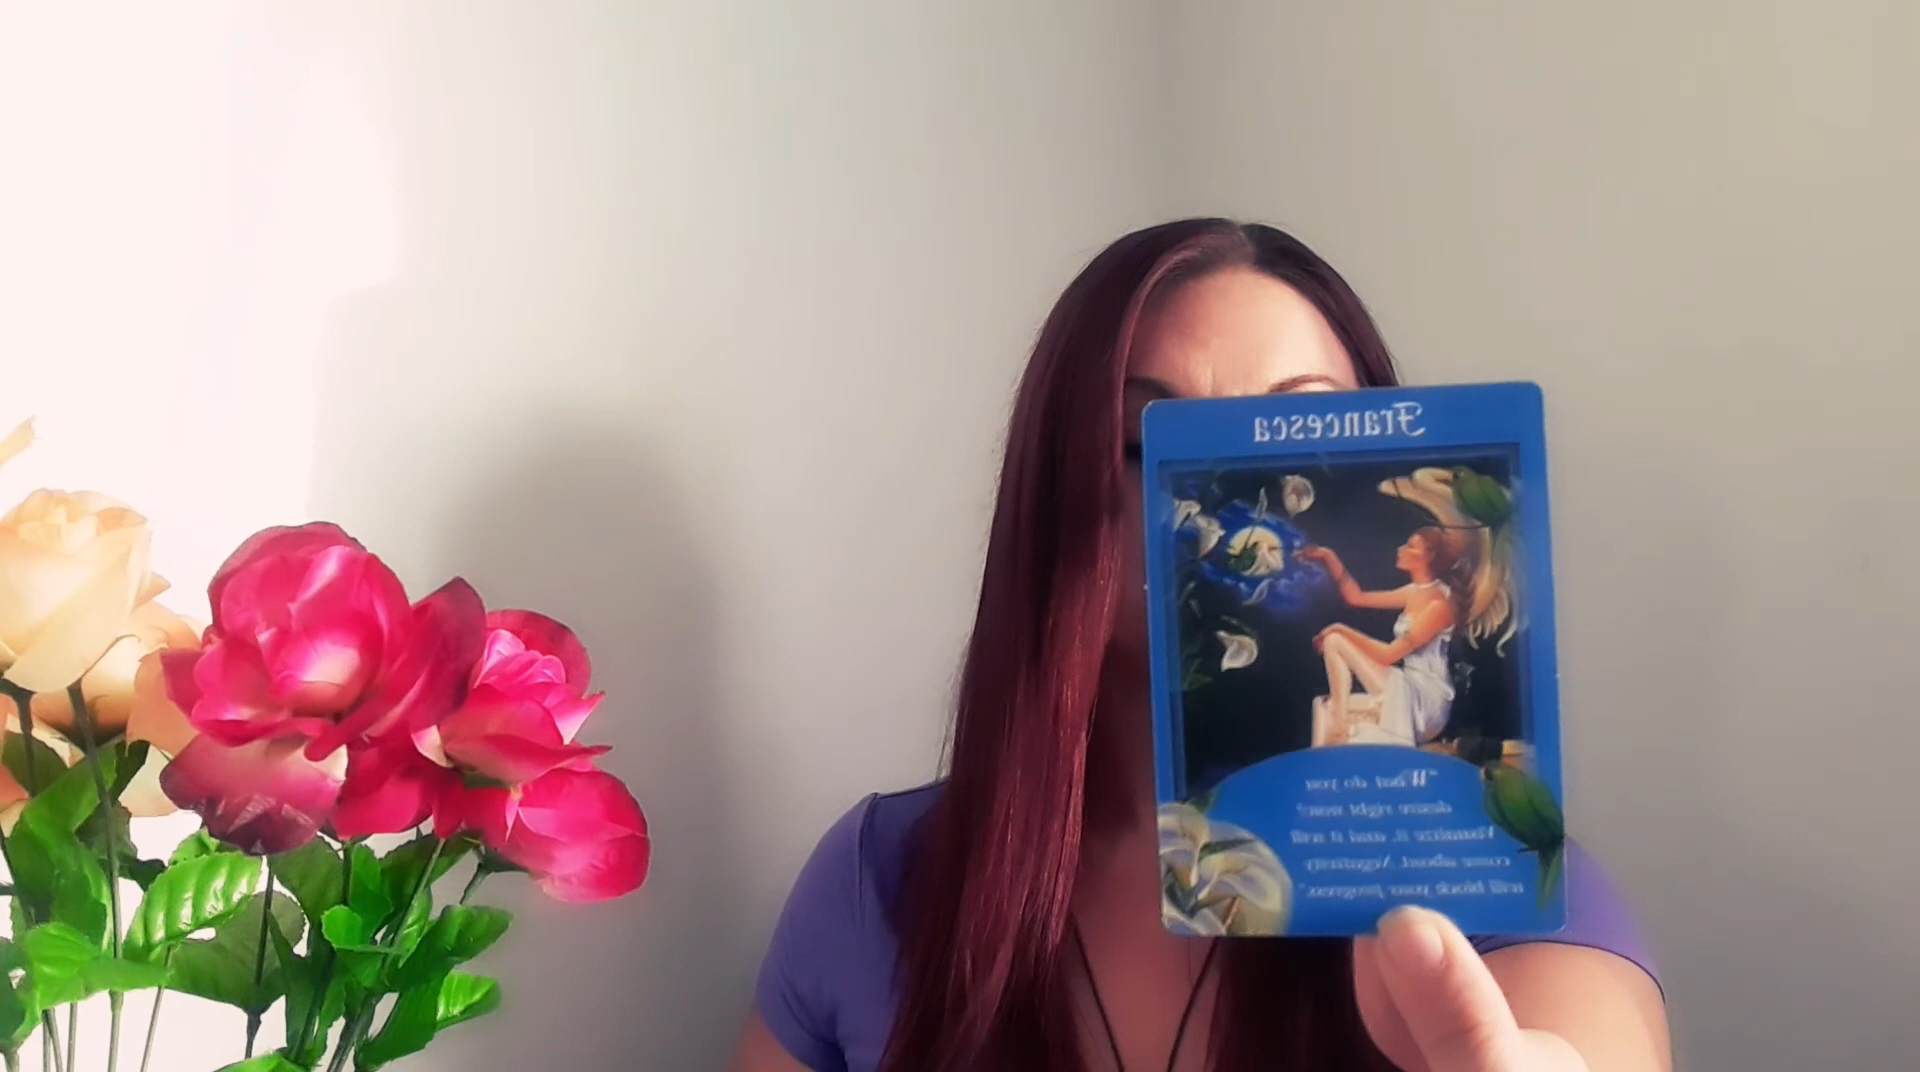 Francesca
"What do you
desire right now?
Visualize it, and it will
come about. Negativity
will block your progress."